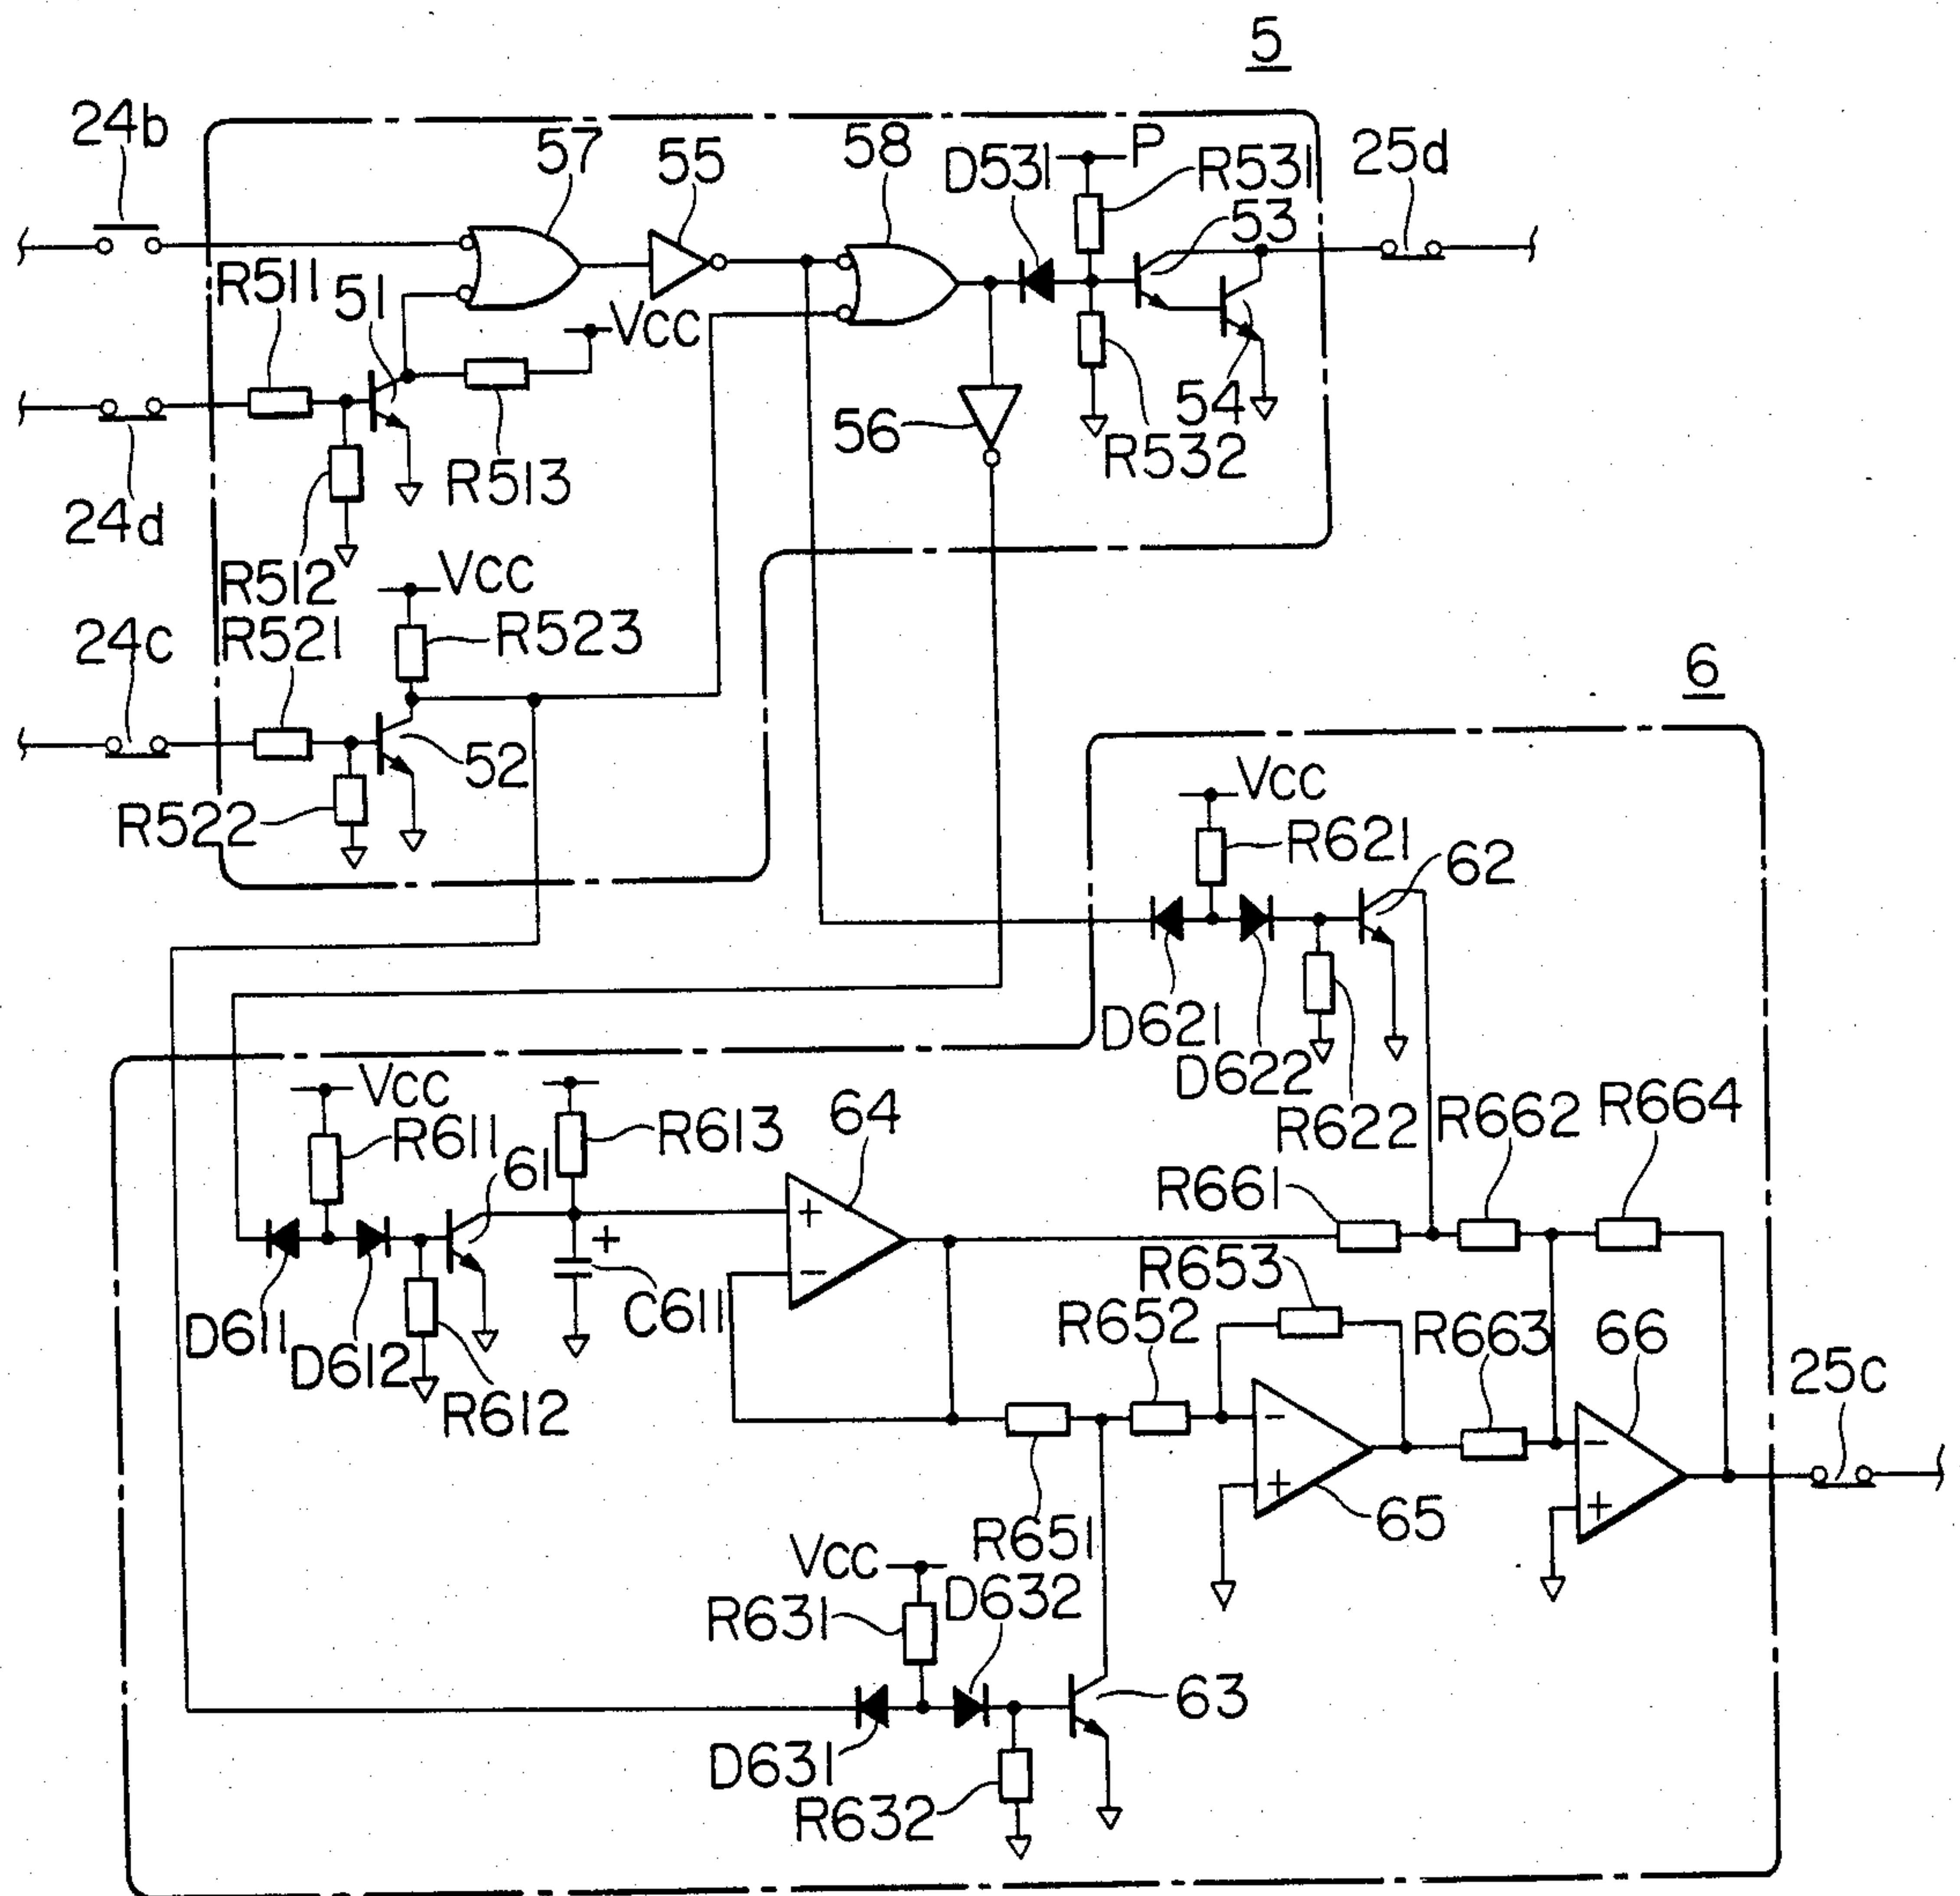 5
24b
57
55
58
D531
P
R531
25d
53
R511
51
VCC
54
56
R532
R513
24d
R512
VCC
24c
R521
R523
52
R522
6
VCC
R621
62
D621
D622
R622
R662
R664
VCC
R611
61
R613
64
R661
+
+
−
C611
R653
R652
R663
66
25c
D611
D612
R612
−
+
65
−
+
R651
VCC
D632
R631
63
D631
R632